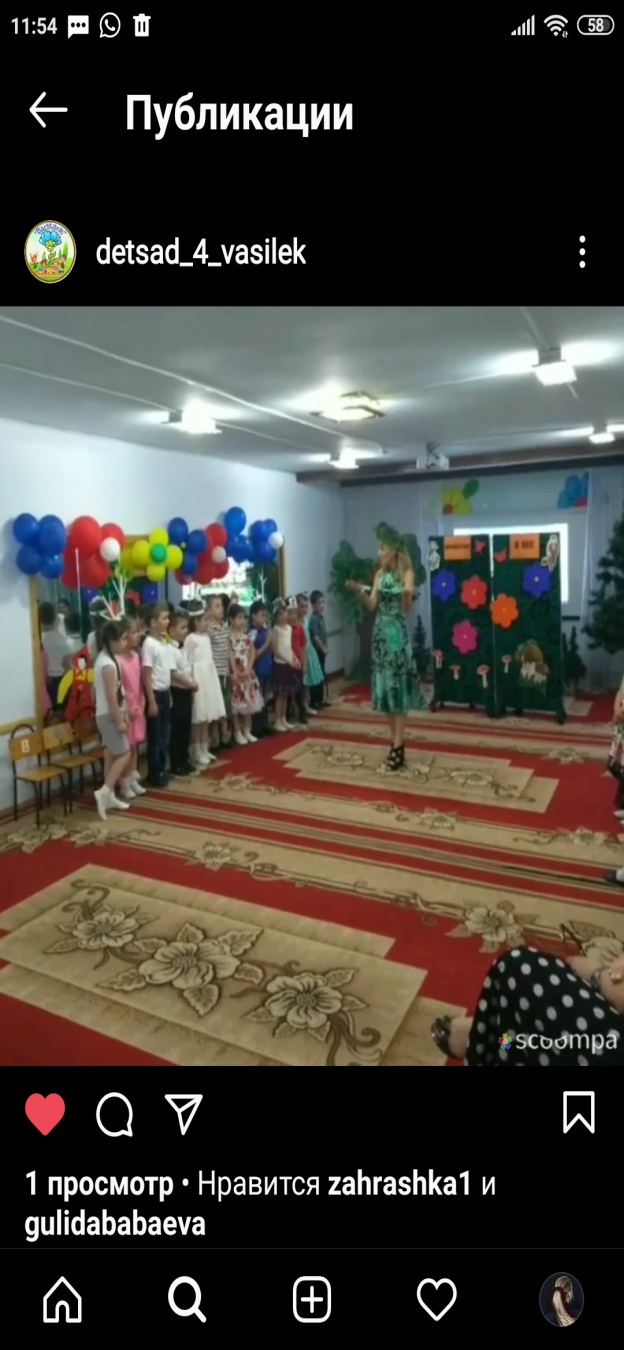 11:54
58
Публикации
detsad_4_vasilek
scoompa
1 просмотр • Нравится zahrashka1 и
gulidababaeva